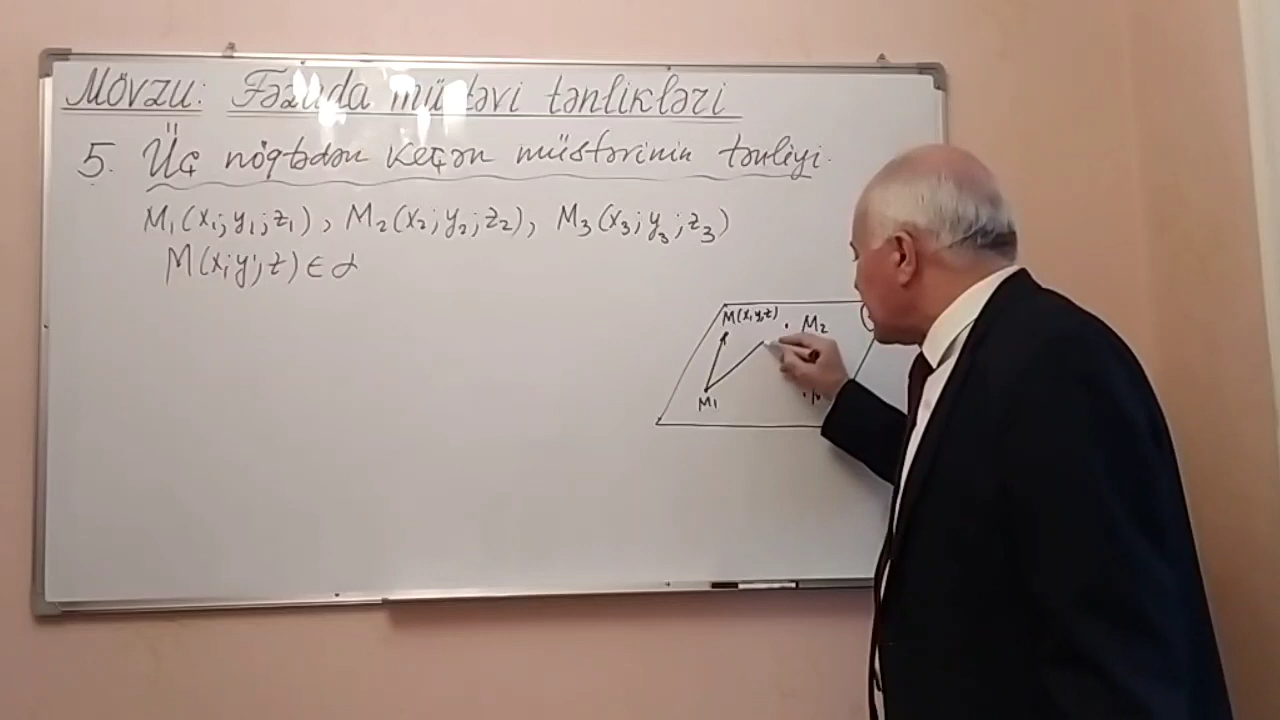 Mövzu: Fəzada müstəvi tənlikləri
5. Üç nöqtədən keçən müstəvinin tənliyi.
M₁(x₁;y₁;z₁), M₂(x₂;y₂;z₂), M₃(x₃;y₃;z₃)
M(x;y;z)∈α
M(x,y,z)
M₂
M₁